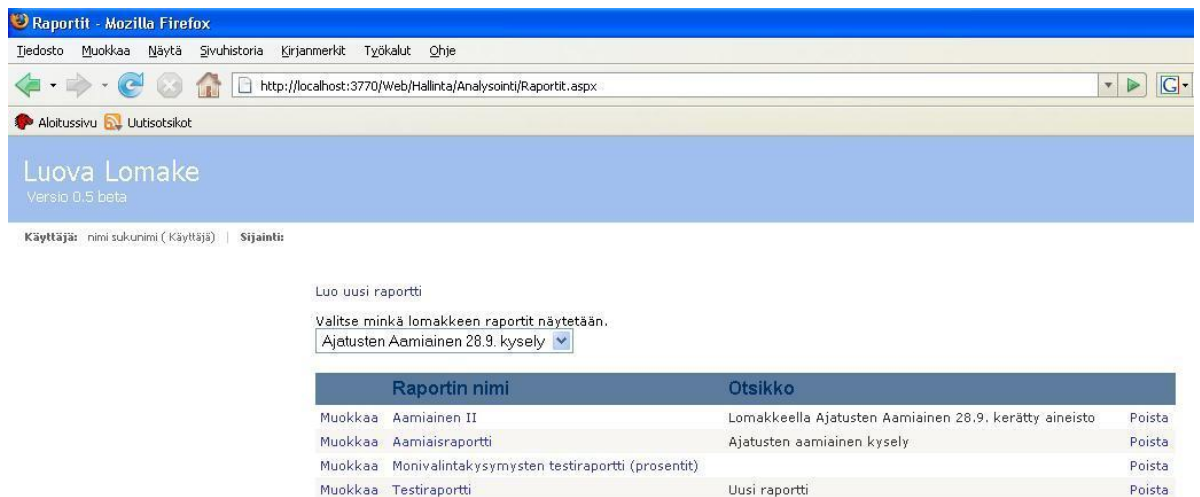 Raportit - Mozilla Firefox
Tiedosto Muokkaa Näytä Sivuhistoria Kirjanmerkit Työkalut Ohje
http://localhost:3770/Web/Hallinta/Analysointi/Raportit.aspx G
Aloitussivu Uutisotsikot
Luova Lomake
Versio 0.5 beta
Käyttäjä: nimi sukunimi ( Käyttäjä) | Sijainti:
Luo uusi raportti
Valitse minkä lomakkeen raportit näytetään.
Ajatusten Aamiainen 28.9. kysely
Raportin nimi Otsikko
Muokkaa Aamiainen II Lomakkeella Ajatusten Aamiainen 28.9. kerätty aineisto Poista
Muokkaa Aamiaisraportti Ajatusten aamiainen kysely Poista
Muokkaa Monivalintakysymysten testiraportti (prosentit) Poista
Muokkaa Testiraportti Uusi raportti Poista